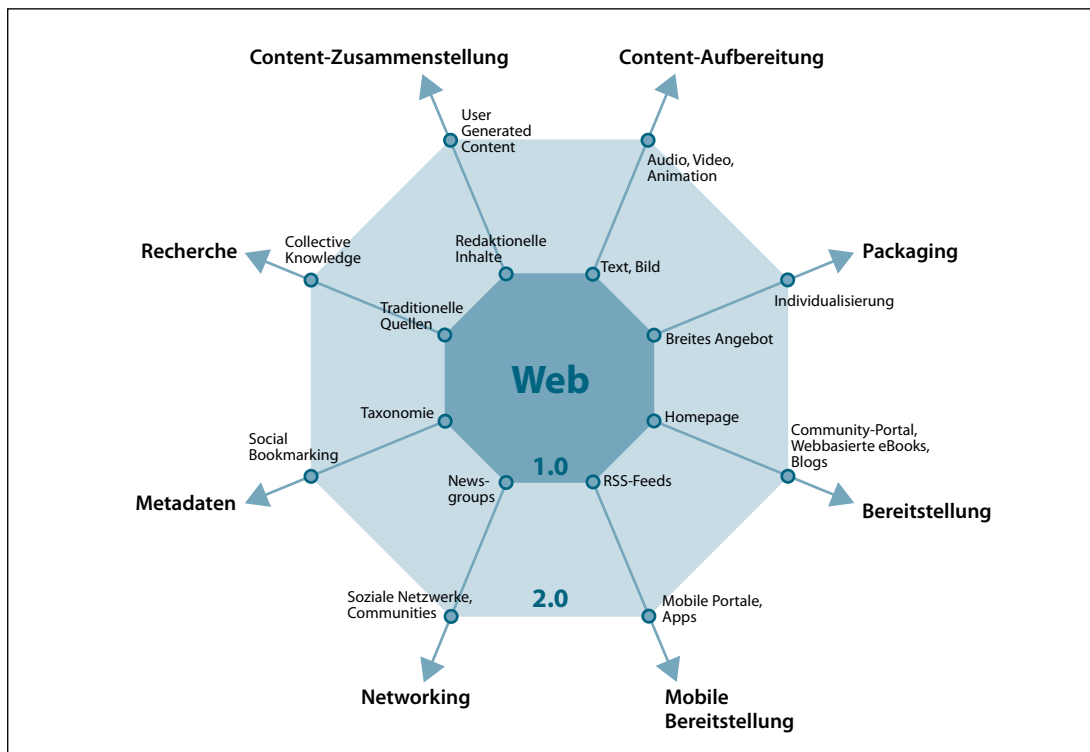 Content-Zusammenstellung
Content-Aufbereitung
User
Generated
Content
Audio, Video,
Animation
Recherche
Collective
Knowledge
Redaktionelle
Inhalte
Text, Bild
Packaging
Individualisierung
Traditionelle
Quellen
Breites Angebot
Web
Taxonomie
Homepage
Social
Bookmarking
Community-Portal,
Webbasierte eBooks,
Blogs
Metadaten
News-
groups
1.0
RSS-Feeds
Bereitstellung
Soziale Netzwerke,
Communities
2.0
Mobile Portale,
Apps
Networking
Mobile
Bereitstellung